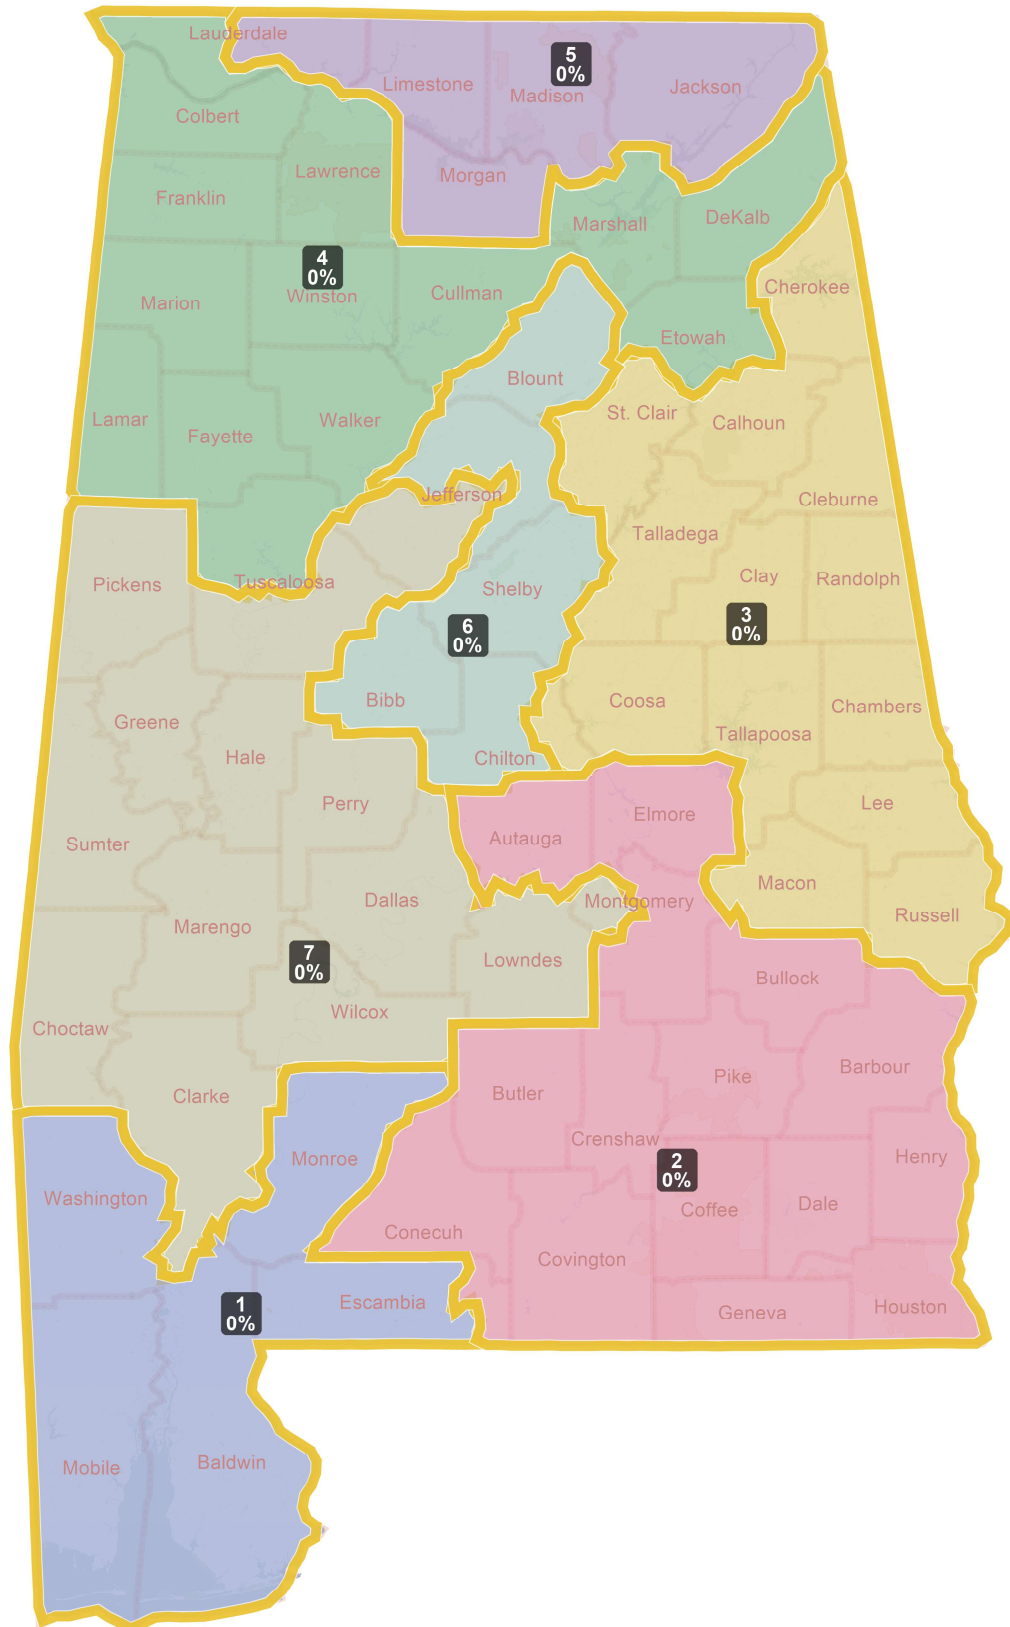 Lauderdale
5
0%
Limestone
Madison
Jackson
Colbert
Lawrence
Morgan
Franklin
Marshall
DeKalb
4
0%
Winston
Marion
Cullman
Cherokee
Etowah
Blount
Lamar
Fayette
Walker
St. Clair
Calhoun
Jefferson
Cleburne
Talladega
Pickens
Tuscaloosa
Shelby
Clay
Randolph
6
0%
3
0%
Bibb
Coosa
Chambers
Greene
Tallapoosa
Hale
Chilton
Perry
Elmore
Lee
Autauga
Sumter
Macon
Dallas
Montgomery
Russell
Marengo
7
0%
Lowndes
Bullock
Wilcox
Choctaw
Clarke
Butler
Pike
Barbour
Crenshaw
Monroe
2
0%
Henry
Washington
Coffee
Dale
Conecuh
Covington
1
0%
Escambia
Geneva
Houston
Mobile
Baldwin